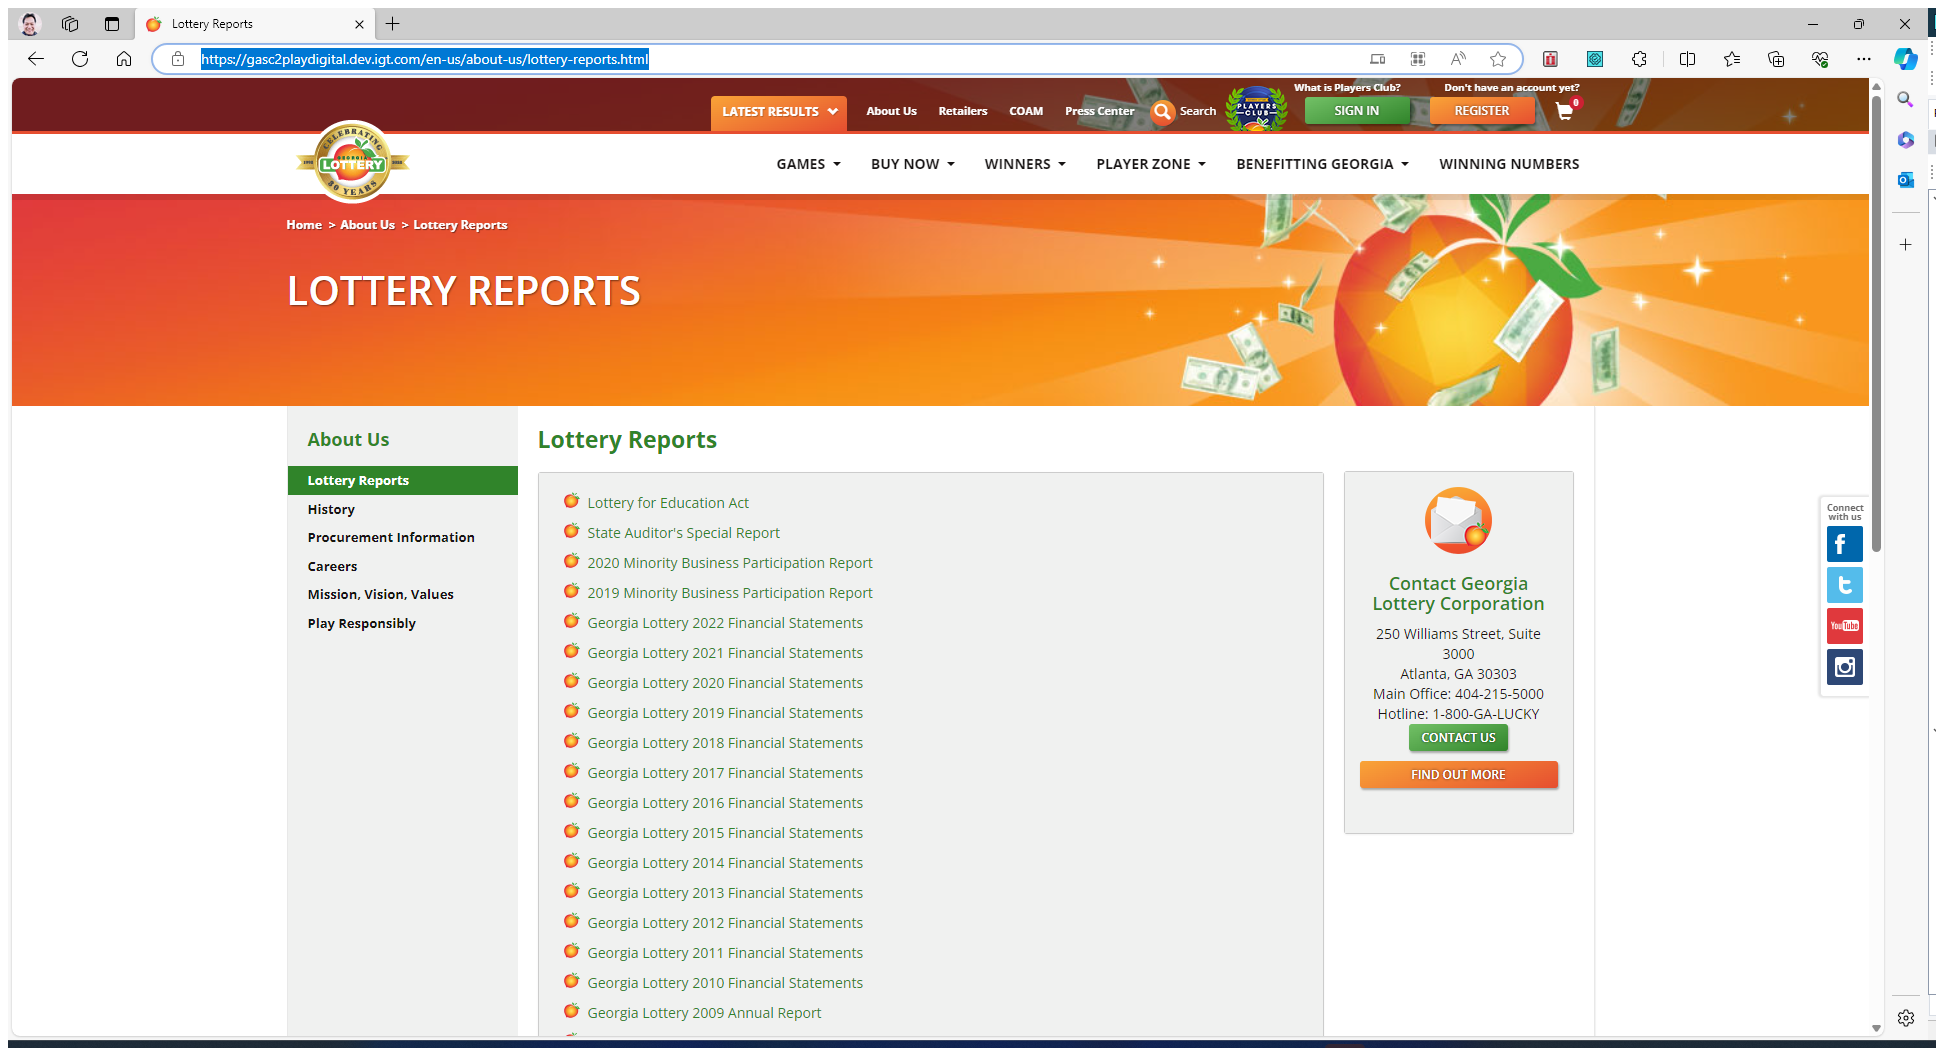 Lottery Reports
https://gasc2playdigital.dev.igt.com/en-us/about-us/lottery-reports.html
What is Players Club?
Don't have an account yet?
LATEST RESULTS
About Us
Retailers
COAM
Press Center
Search
PLAYERS
CLUB
SIGN IN
REGISTER
0
CELEBRATING
GEORGIA
LOTTERY
30 YEARS
GAMES
BUY NOW
WINNERS
PLAYER ZONE
BENEFITTING GEORGIA
WINNING NUMBERS
Home > About Us > Lottery Reports
LOTTERY REPORTS
About Us
Lottery Reports
History
Procurement Information
Careers
Mission, Vision, Values
Play Responsibly
Lottery Reports
Lottery for Education Act
State Auditor's Special Report
2020 Minority Business Participation Report
2019 Minority Business Participation Report
Georgia Lottery 2022 Financial Statements
Georgia Lottery 2021 Financial Statements
Georgia Lottery 2020 Financial Statements
Georgia Lottery 2019 Financial Statements
Georgia Lottery 2018 Financial Statements
Georgia Lottery 2017 Financial Statements
Georgia Lottery 2016 Financial Statements
Georgia Lottery 2015 Financial Statements
Georgia Lottery 2014 Financial Statements
Georgia Lottery 2013 Financial Statements
Georgia Lottery 2012 Financial Statements
Georgia Lottery 2011 Financial Statements
Georgia Lottery 2010 Financial Statements
Georgia Lottery 2009 Annual Report
Contact Georgia
Lottery Corporation
250 Williams Street, Suite
3000
Atlanta, GA 30303
Main Office: 404-215-5000
Hotline: 1-800-GA-LUCKY
CONTACT US
FIND OUT MORE
Connect
with us
You Tube